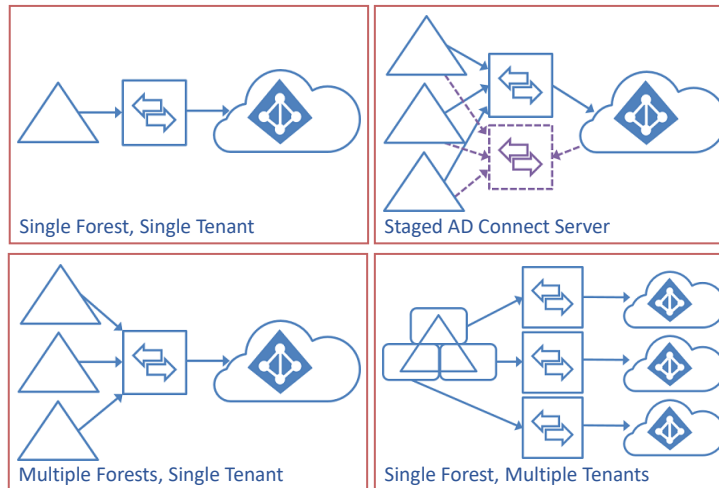 Single Forest, Single Tenant
Staged AD Connect Server
Multiple Forests, Single Tenant
Single Forest, Multiple Tenants